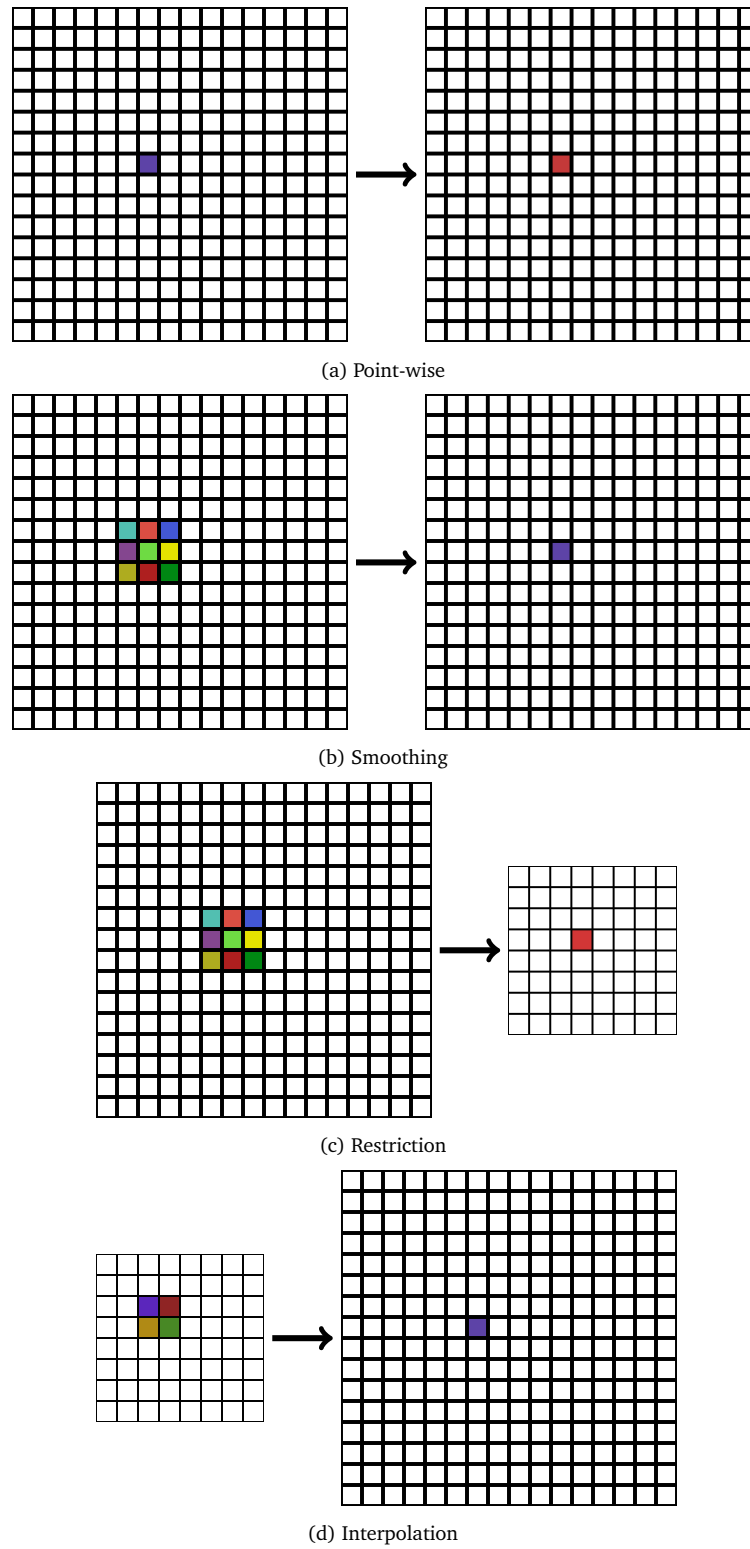 (a) Point-wise
(b) Smoothing
(c) Restriction
(d) Interpolation